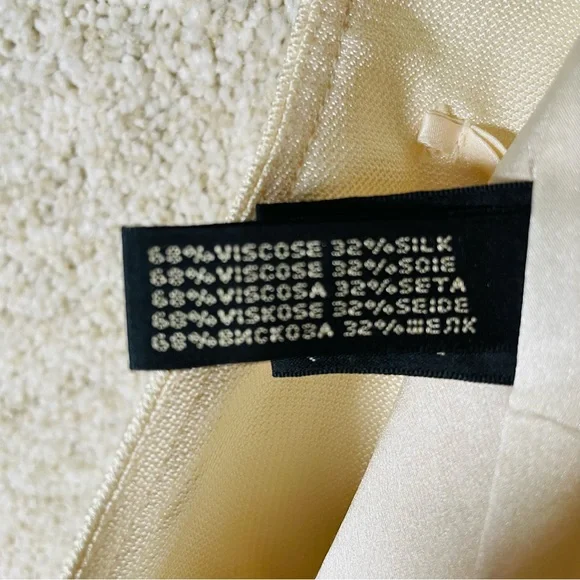 68%VISCOSE 32%SILK
68%VISCOSE 32%SOIE
68%VISCOSA 32%SETA
68%VISKOSE 32%SEIDE
68%ВИСКОЗА 32%ШЕЛК